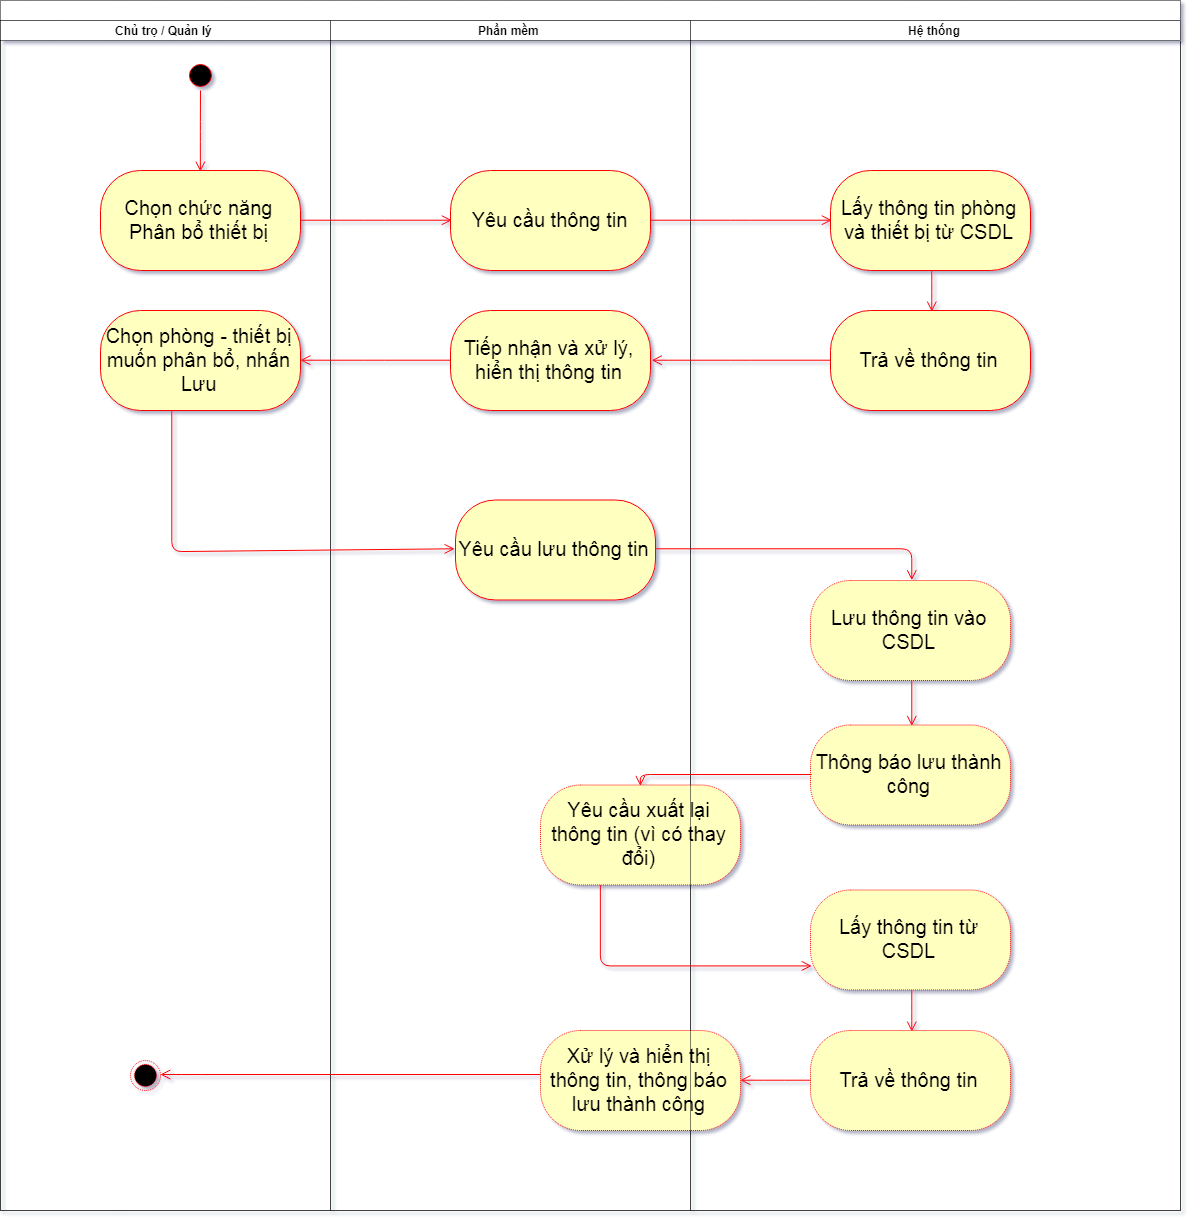 Chủ trọ / Quản lý
Phần mềm
Hệ thống
Chọn chức năng
Phân bổ thiết bị
Yêu cầu thông tin
Lấy thông tin phòng
và thiết bị từ CSDL
Chọn phòng - thiết bị
muốn phân bổ, nhấn
Lưu
Tiếp nhận và xử lý,
hiển thị thông tin
Trả về thông tin
Yêu cầu lưu thông tin
Lưu thông tin vào
CSDL
Thông báo lưu thành
công
Yêu cầu xuất lại
thông tin (vì có thay
đổi)
Lấy thông tin từ
CSDL
Xử lý và hiển thị
thông tin, thông báo
lưu thành công
Trả về thông tin